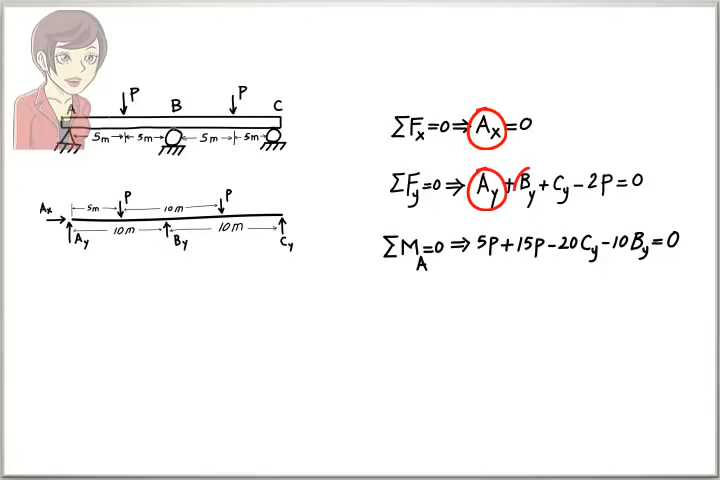 P P
A B C
5m 5m 5m 5m
ΣFx=0⇒Ax=0
ΣFy=0⇒Ay+By+Cy-2P=0
ΣMA=0⇒5P+15P-20Cy-10By=0
5m P 10m P
Ax
10m 10m
Ay By Cy